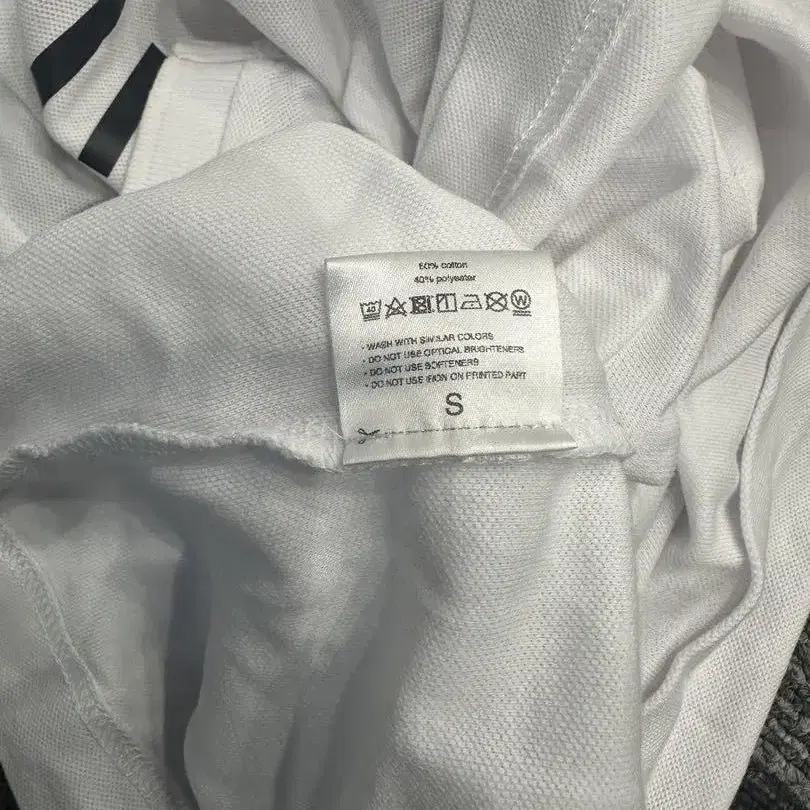 60% cotton
40% polyester
40 W
- WASH WITH SIMILAR COLORS
- DO NOT USE OPTICAL BRIGHTENERS
- DO NOT USE SOFTENERS
- DO NOT USE IRON ON PRINTED PART
S